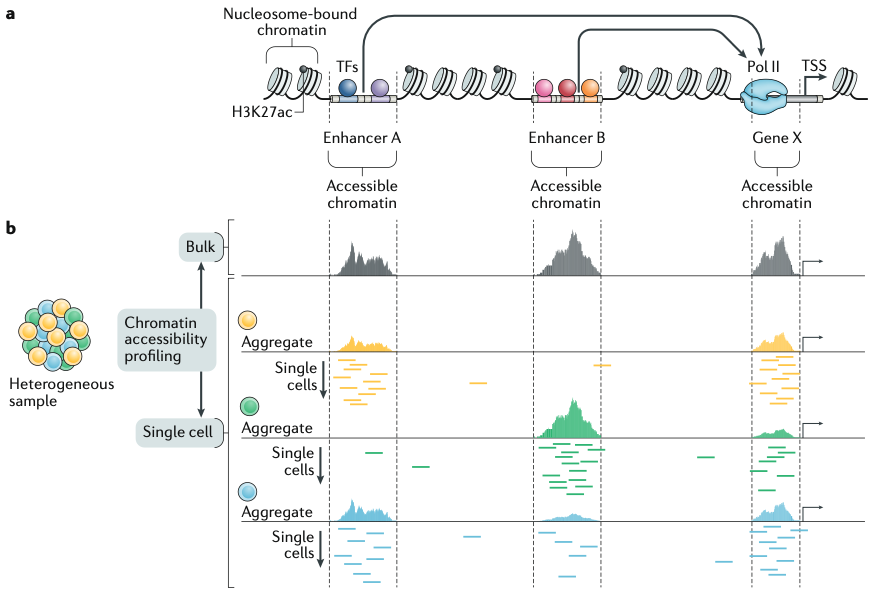 a
Nucleosome-bound
chromatin
TFs
Pol II
TSS
H3K27ac
Enhancer A
Enhancer B
Gene X
Accessible
chromatin
Accessible
chromatin
Accessible
chromatin
b
Bulk
Chromatin
accessibility
profiling
Heterogeneous
sample
Single cell
Aggregate
Single
cells
Aggregate
Single
cells
Aggregate
Single
cells